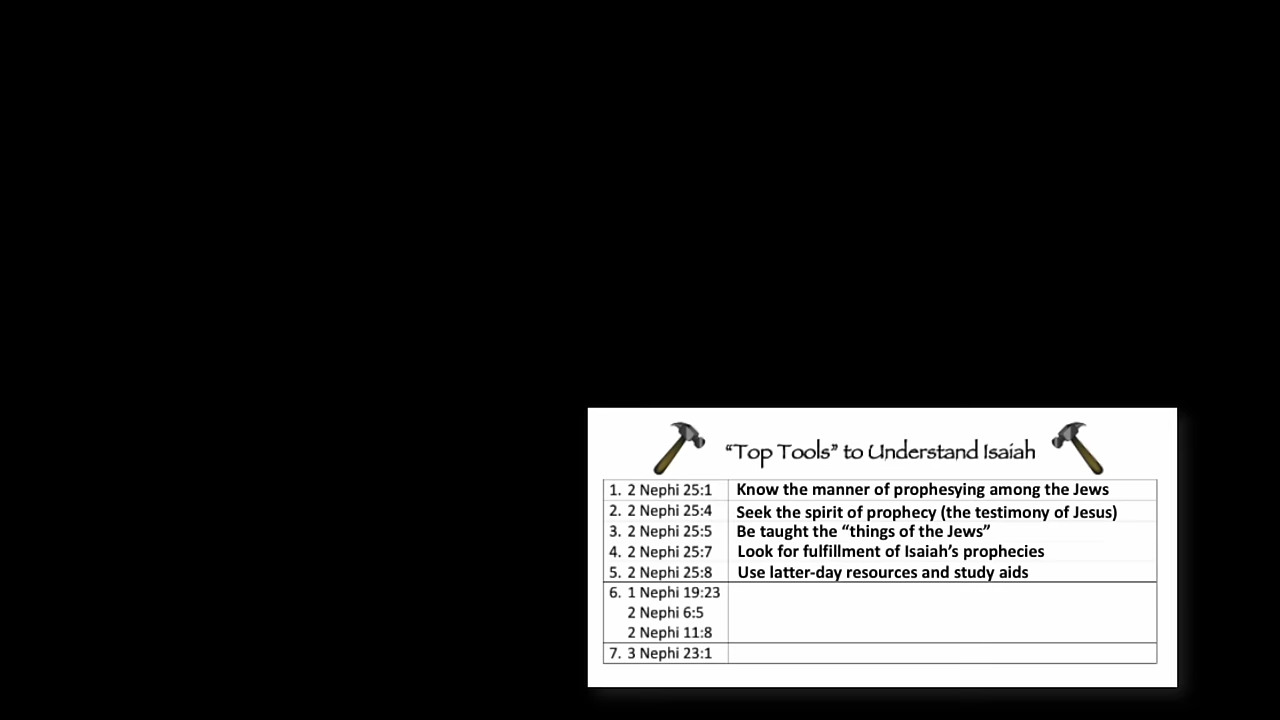 “Top Tools” to Understand Isaiah
1. 2 Nephi 25:1 Know the manner of prophesying among the Jews
2. 2 Nephi 25:4 Seek the spirit of prophecy (the testimony of Jesus)
3. 2 Nephi 25:5 Be taught the “things of the Jews”
4. 2 Nephi 25:7 Look for fulfillment of Isaiah’s prophecies
5. 2 Nephi 25:8 Use latter-day resources and study aids
6. 1 Nephi 19:23
2 Nephi 6:5
2 Nephi 11:8
7. 3 Nephi 23:1